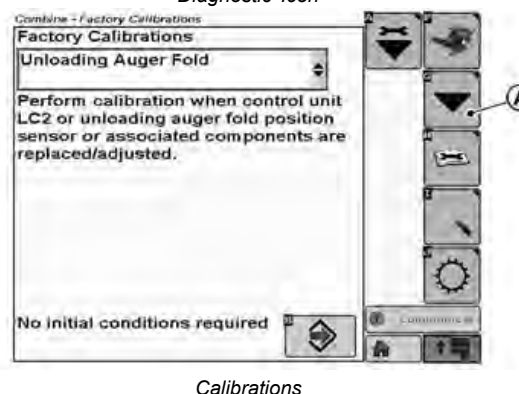 Diagnostic Icon
Combine - Factory Calibrations
Factory Calibrations
Unloading Auger Fold
Perform calibration when control unit
LC2 or unloading auger fold position
sensor or associated components are
replaced/adjusted.
No initial conditions required
A
Calibrations